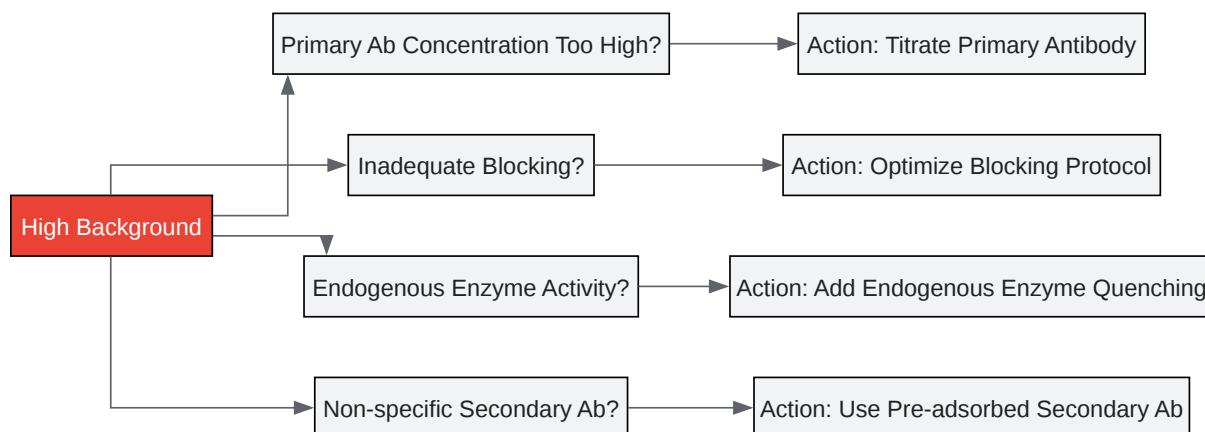 Primary Ab Concentration Too High?
Action: Titrate Primary Antibody
Inadequate Blocking?
Action: Optimize Blocking Protocol
High Background
Endogenous Enzyme Activity?
Action: Add Endogenous Enzyme Quenching
Non-specific Secondary Ab?
Action: Use Pre-adsorbed Secondary Ab